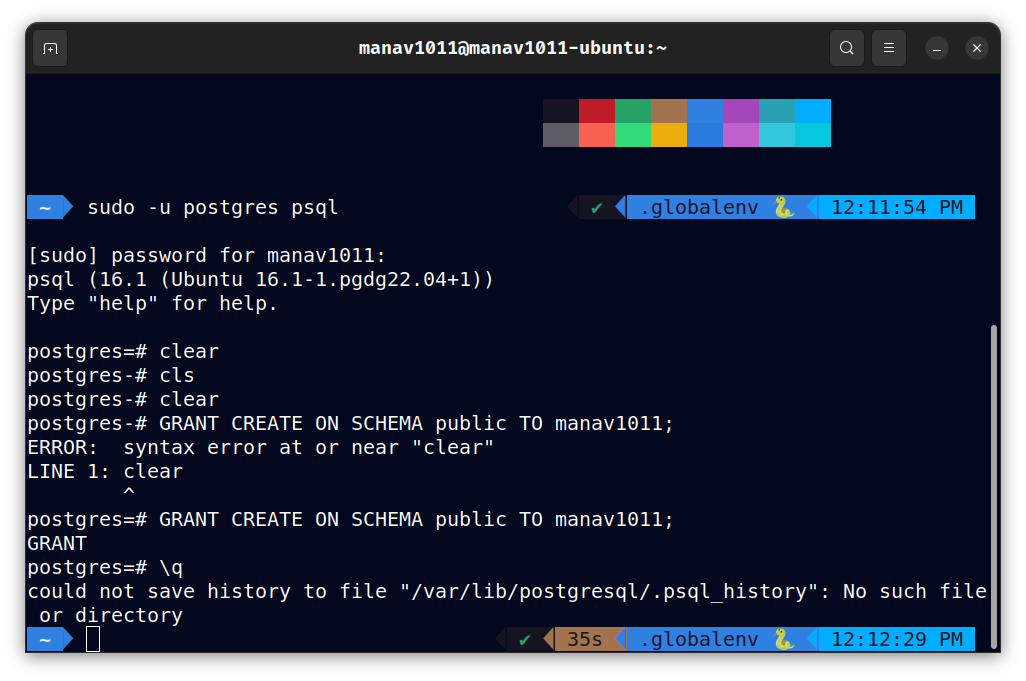 manav1011@manav1011-ubuntu:~
~ sudo -u postgres psql ✔ .globalenv 🐍 12:11:54 PM
[sudo] password for manav1011:
psql (16.1 (Ubuntu 16.1-1.pgdg22.04+1))
Type "help" for help.
postgres=# clear
postgres-# cls
postgres-# clear
postgres-# GRANT CREATE ON SCHEMA public TO manav1011;
ERROR:  syntax error at or near "clear"
LINE 1: clear
        ^
postgres=# GRANT CREATE ON SCHEMA public TO manav1011;
GRANT
postgres=# \q
could not save history to file "/var/lib/postgresql/.psql_history": No such file
 or directory
~ ✔ 35s .globalenv 🐍 12:12:29 PM